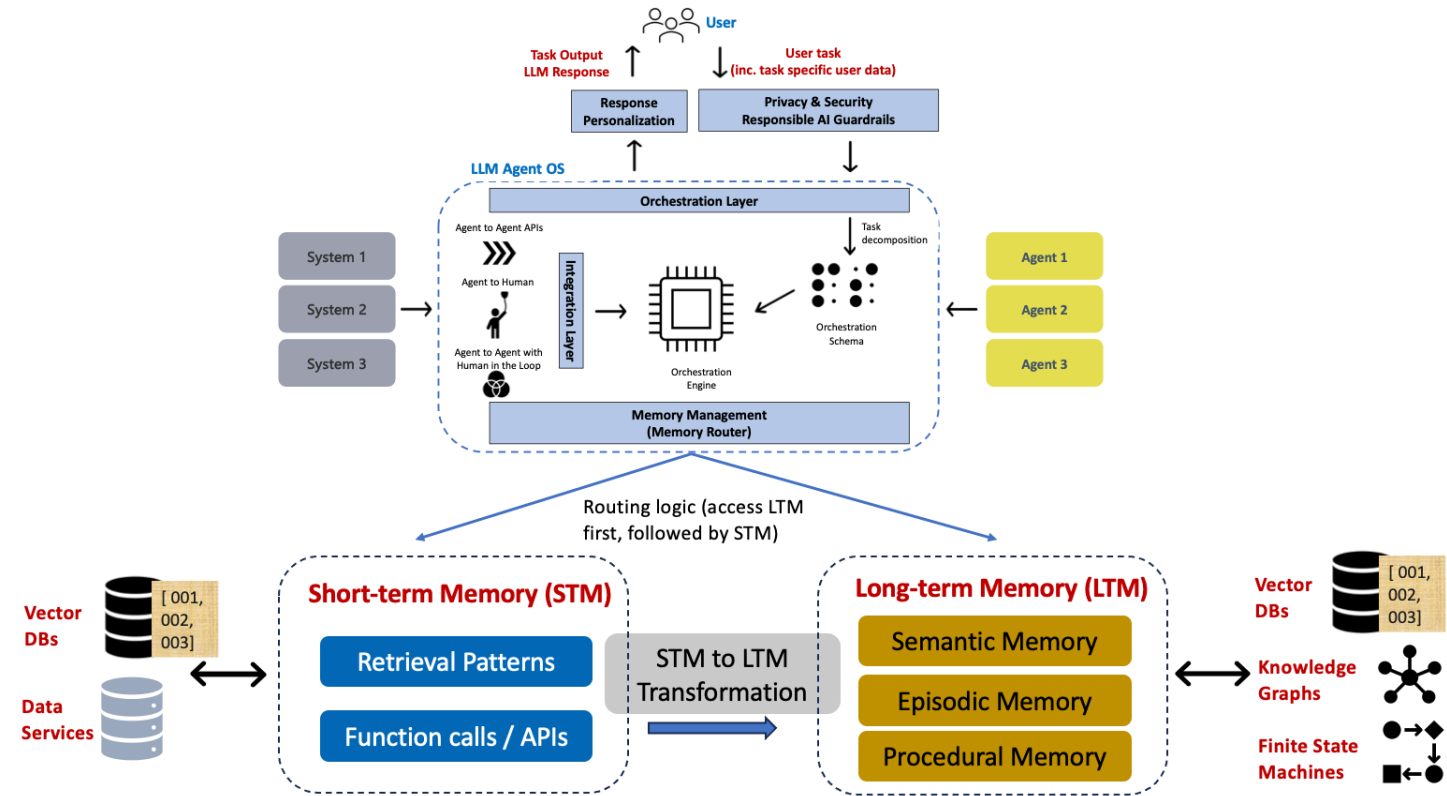 User
Task Output
LLM Response
User task
(inc. task specific user data)
Response
Personalization
Privacy & Security
Responsible AI Guardrails
LLM Agent OS
Orchestration Layer
Agent to Agent APIs
Task
decomposition
System 1
System 2
System 3
Agent to Human
Integration Layer
Agent to Agent with
Human in the Loop
Orchestration
Engine
Orchestration
Schema
Agent 1
Agent 2
Agent 3
Memory Management
(Memory Router)
Routing logic (access LTM
first, followed by STM)
Vector
DBs
[ 001,
002,
003]
Data
Services
Short-term Memory (STM)
Retrieval Patterns
Function calls / APIs
STM to LTM
Transformation
Long-term Memory (LTM)
Semantic Memory
Episodic Memory
Procedural Memory
Vector
DBs
[ 001,
002,
003]
Knowledge
Graphs
Finite State
Machines